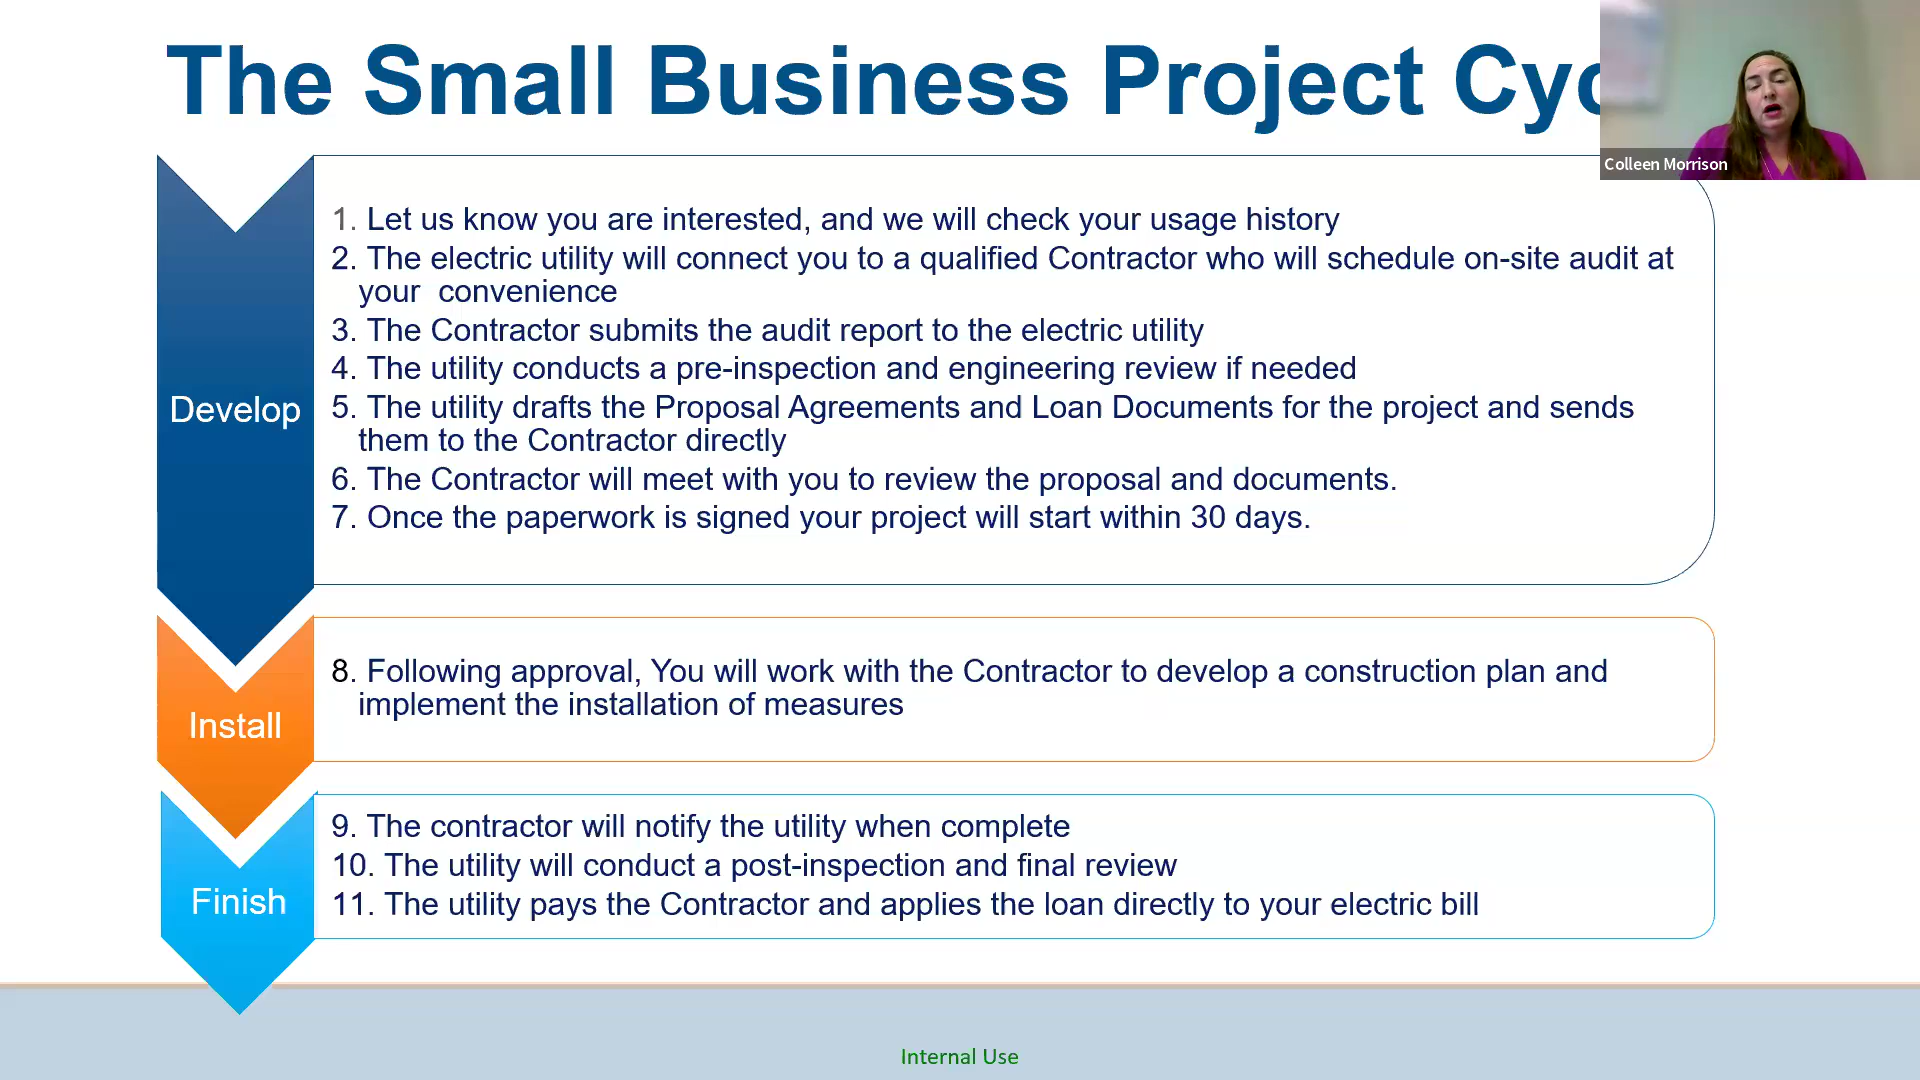 The Small Business Project Cyc
Colleen Morrison
1. Let us know you are interested, and we will check your usage history
2. The electric utility will connect you to a qualified Contractor who will schedule on-site audit at
your  convenience
3. The Contractor submits the audit report to the electric utility
4. The utility conducts a pre-inspection and engineering review if needed
5. The utility drafts the Proposal Agreements and Loan Documents for the project and sends
them to the Contractor directly
6. The Contractor will meet with you to review the proposal and documents.
7. Once the paperwork is signed your project will start within 30 days.
Develop
8. Following approval, You will work with the Contractor to develop a construction plan and
implement the installation of measures
Install
9. The contractor will notify the utility when complete
10. The utility will conduct a post-inspection and final review
11. The utility pays the Contractor and applies the loan directly to your electric bill
Finish
Internal Use